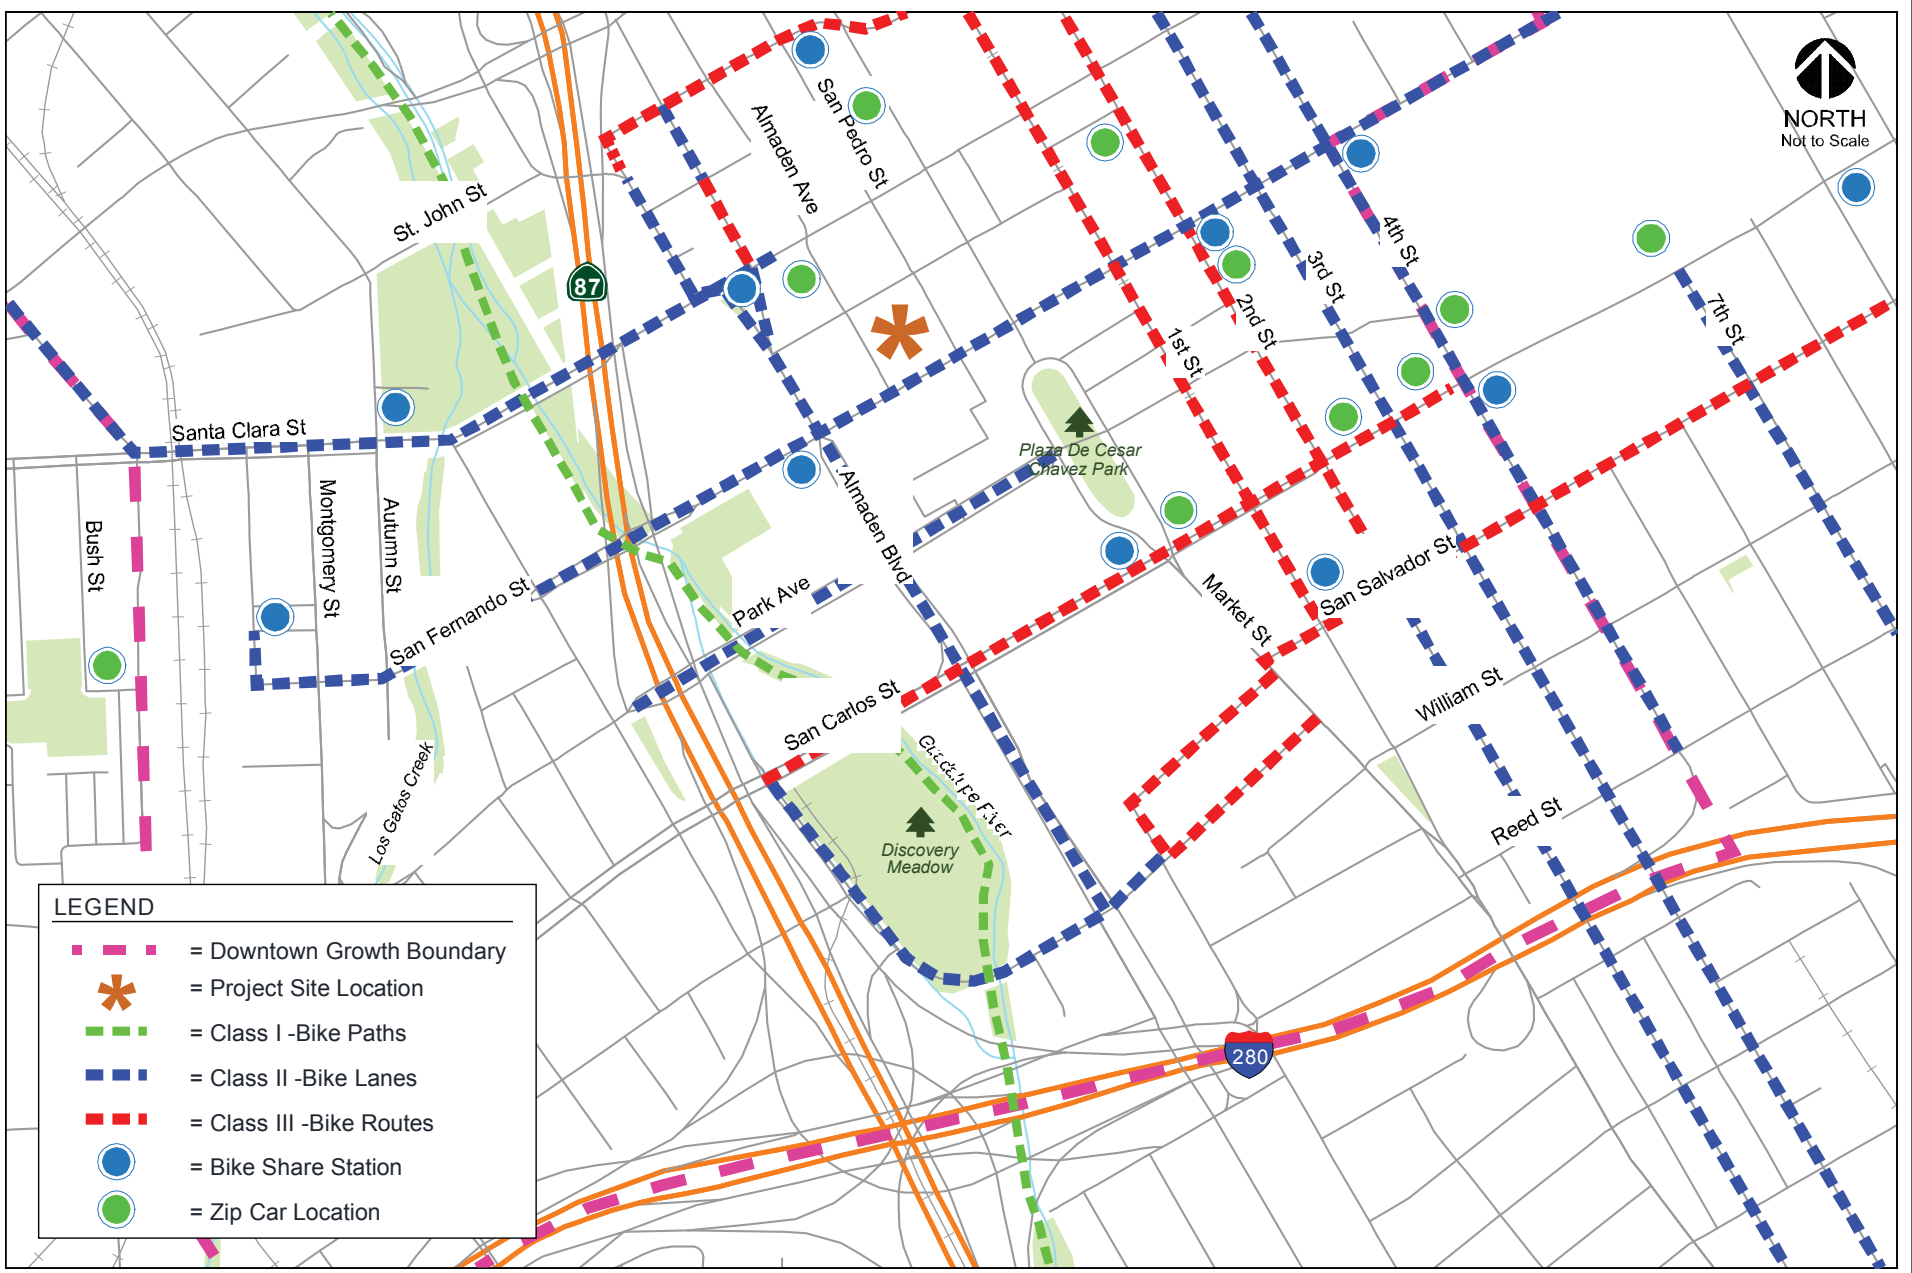 NORTH
Not to Scale
San Pedro St
Almaden Ave
St. John St
87
4th St
3rd St
2nd St
7th St
1st St
Santa Clara St
Plaza De Cesar
Chavez Park
Almaden Blvd
Montgomery St
Autumn St
Bush St
San Fernando St
Park Ave
San Salvador St
Market St
San Carlos St
William St
Guadalupe River
Los Gatos Creek
Reed St
Discovery
Meadow
280
LEGEND
= Downtown Growth Boundary
= Project Site Location
= Class I -Bike Paths
= Class II -Bike Lanes
= Class III -Bike Routes
= Bike Share Station
= Zip Car Location